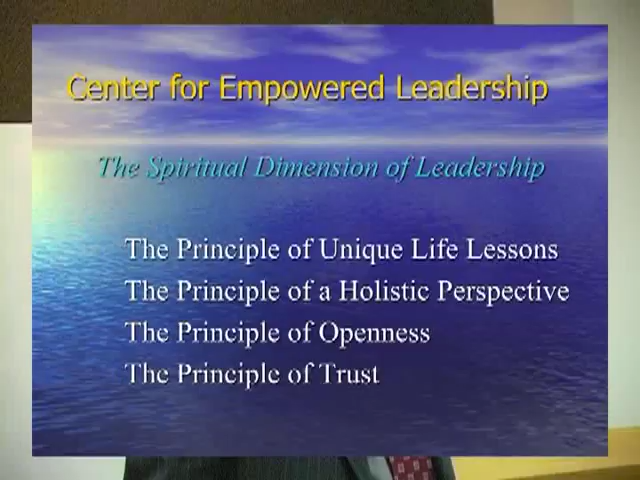 Center for Empowered Leadership
The Spiritual Dimension of Leadership
The Principle of Unique Life Lessons
The Principle of a Holistic Perspective
The Principle of Openness
The Principle of Trust